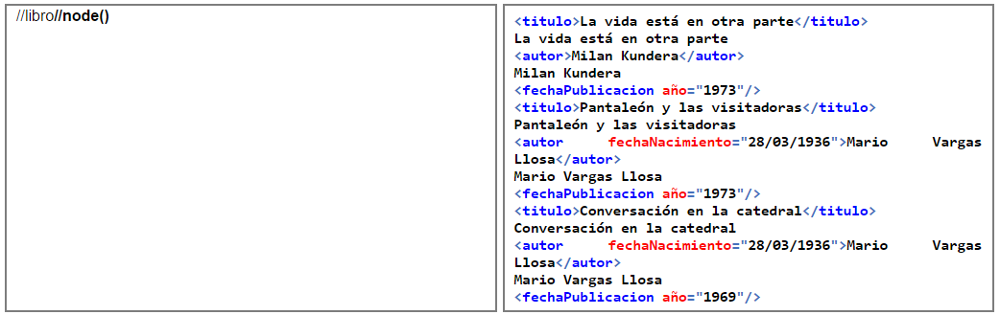 //libro//node()
<titulo>La vida está en otra parte</titulo>
La vida está en otra parte
<autor>Milan Kundera</autor>
Milan Kundera
<fechaPublicacion año="1973"/>
<titulo>Pantaleón y las visitadoras</titulo>
Pantaleón y las visitadoras
<autor fechaNacimiento="28/03/1936">Mario Vargas
Llosa</autor>
Mario Vargas Llosa
<fechaPublicacion año="1973"/>
<titulo>Conversación en la catedral</titulo>
Conversación en la catedral
<autor fechaNacimiento="28/03/1936">Mario Vargas
Llosa</autor>
Mario Vargas Llosa
<fechaPublicacion año="1969"/>